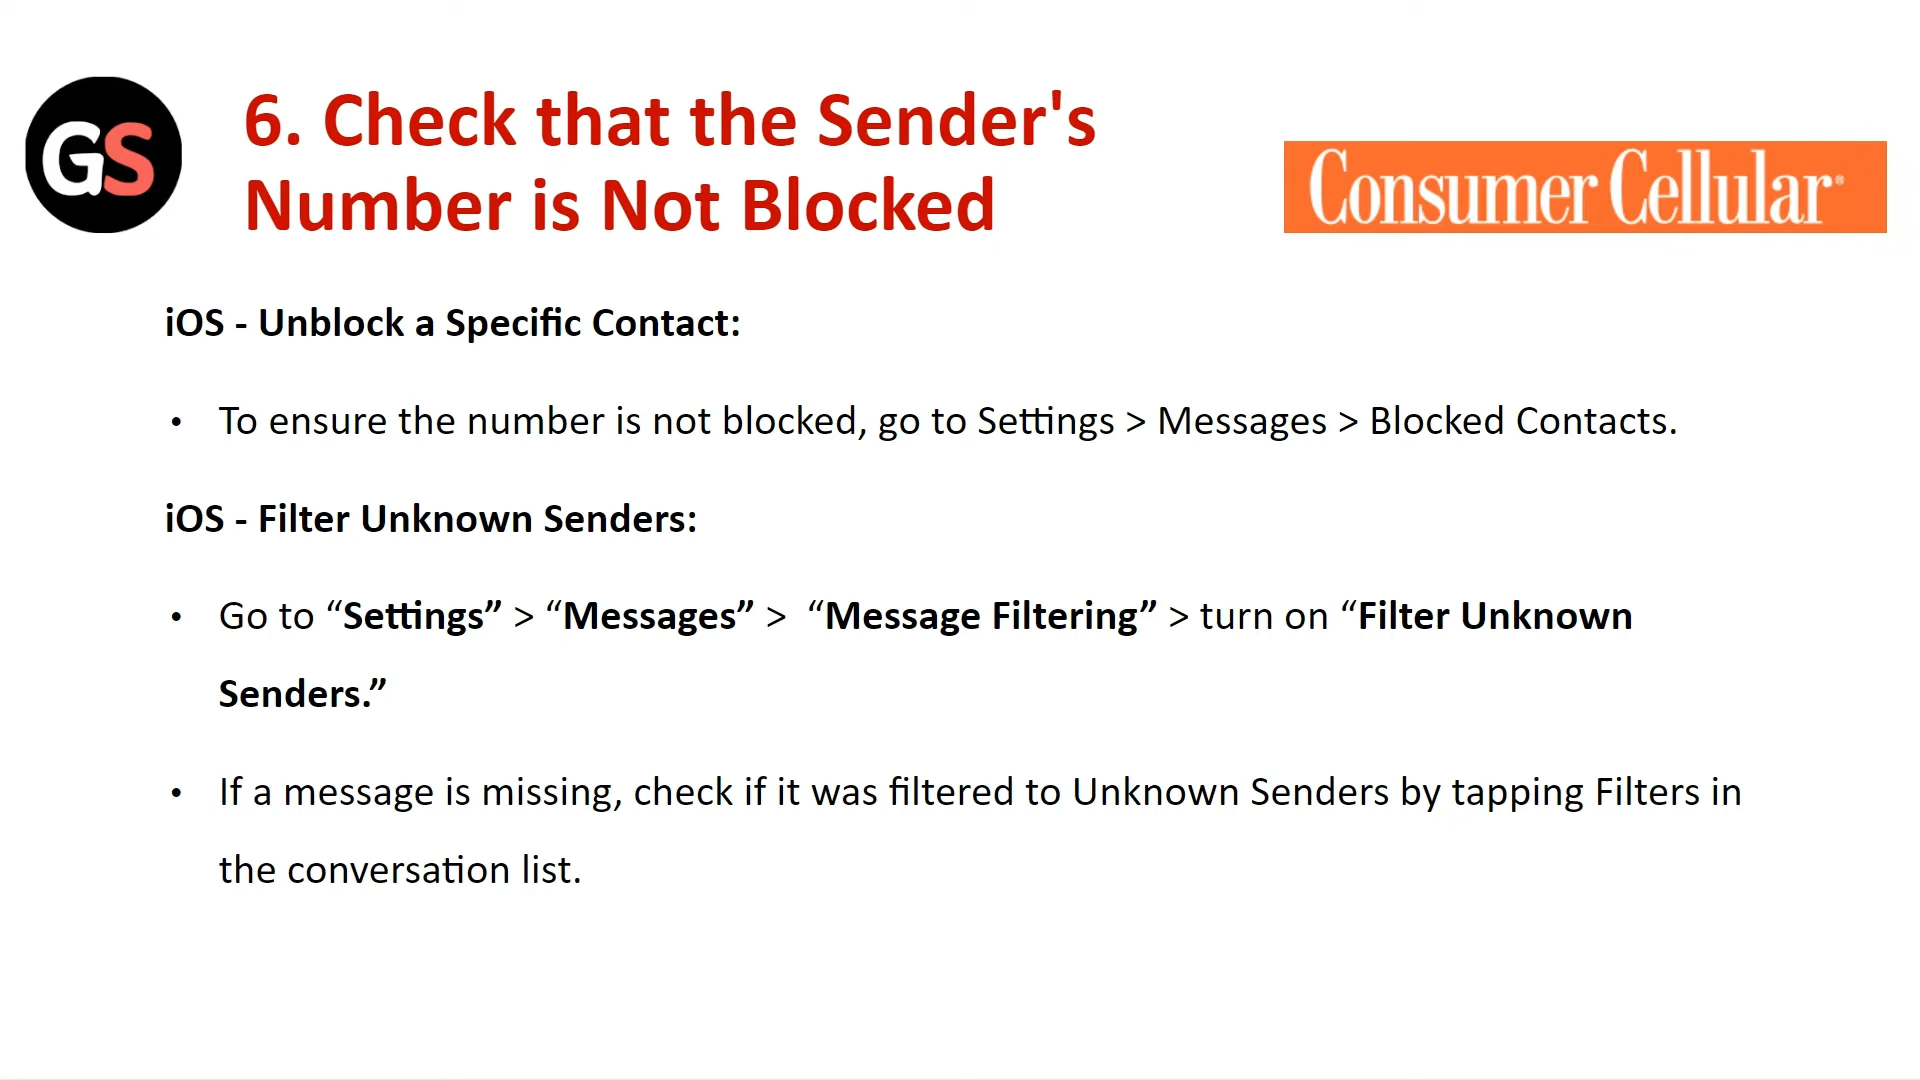 GS
6. Check that the Sender's
Number is Not Blocked
Consumer Cellular®
iOS - Unblock a Specific Contact:
• To ensure the number is not blocked, go to Settings > Messages > Blocked Contacts.
iOS - Filter Unknown Senders:
• Go to “Settings” > “Messages” > “Message Filtering” > turn on “Filter Unknown
Senders.”
• If a message is missing, check if it was filtered to Unknown Senders by tapping Filters in
the conversation list.